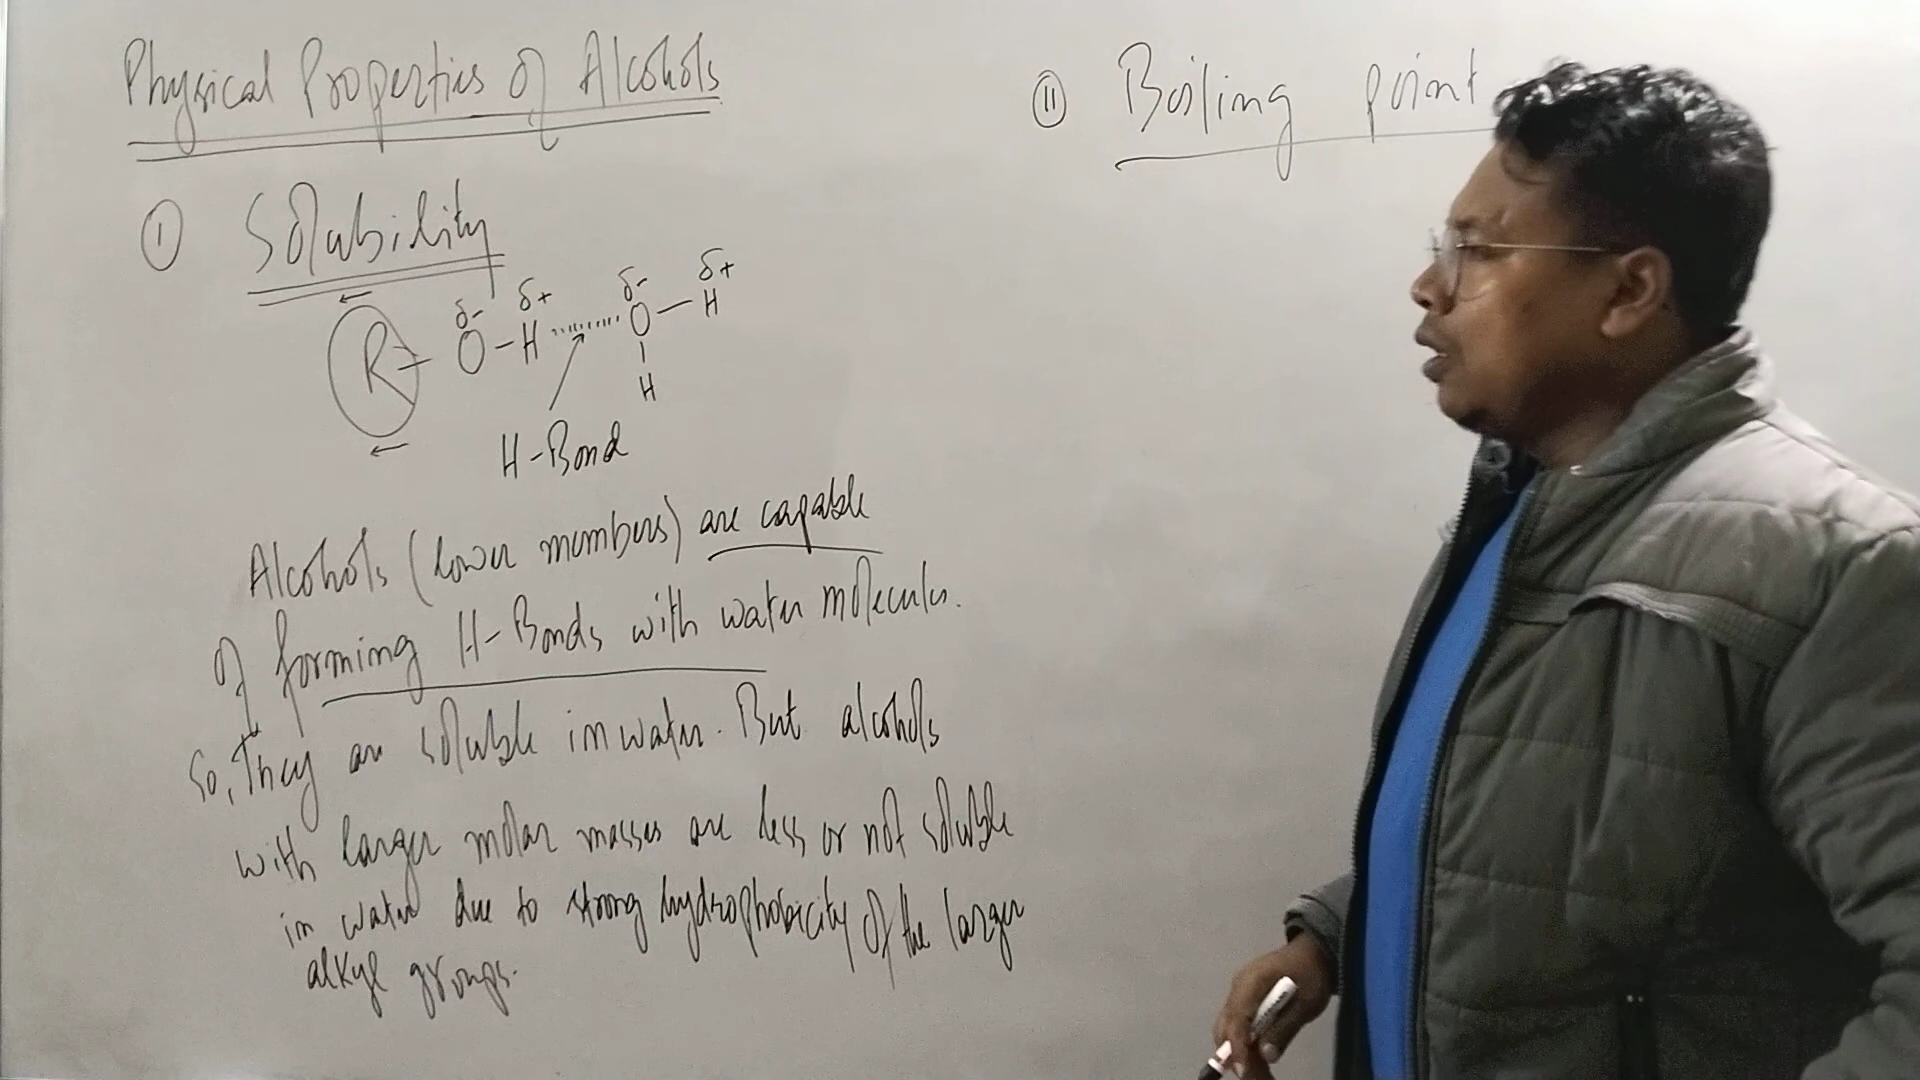 Physical Properties of Alcohols
① Solubility
δ- δ+ δ- δ+
R - O - H ......... O - H
H
H-Bond
Alcohols (lower members) are capable
of forming H-Bonds with water molecules.
So, They are soluble in water. But alcohols
with larger molar masses are less or not soluble
in water due to strong hydrophobicity of the larger
alkyl groups.
② Boiling point